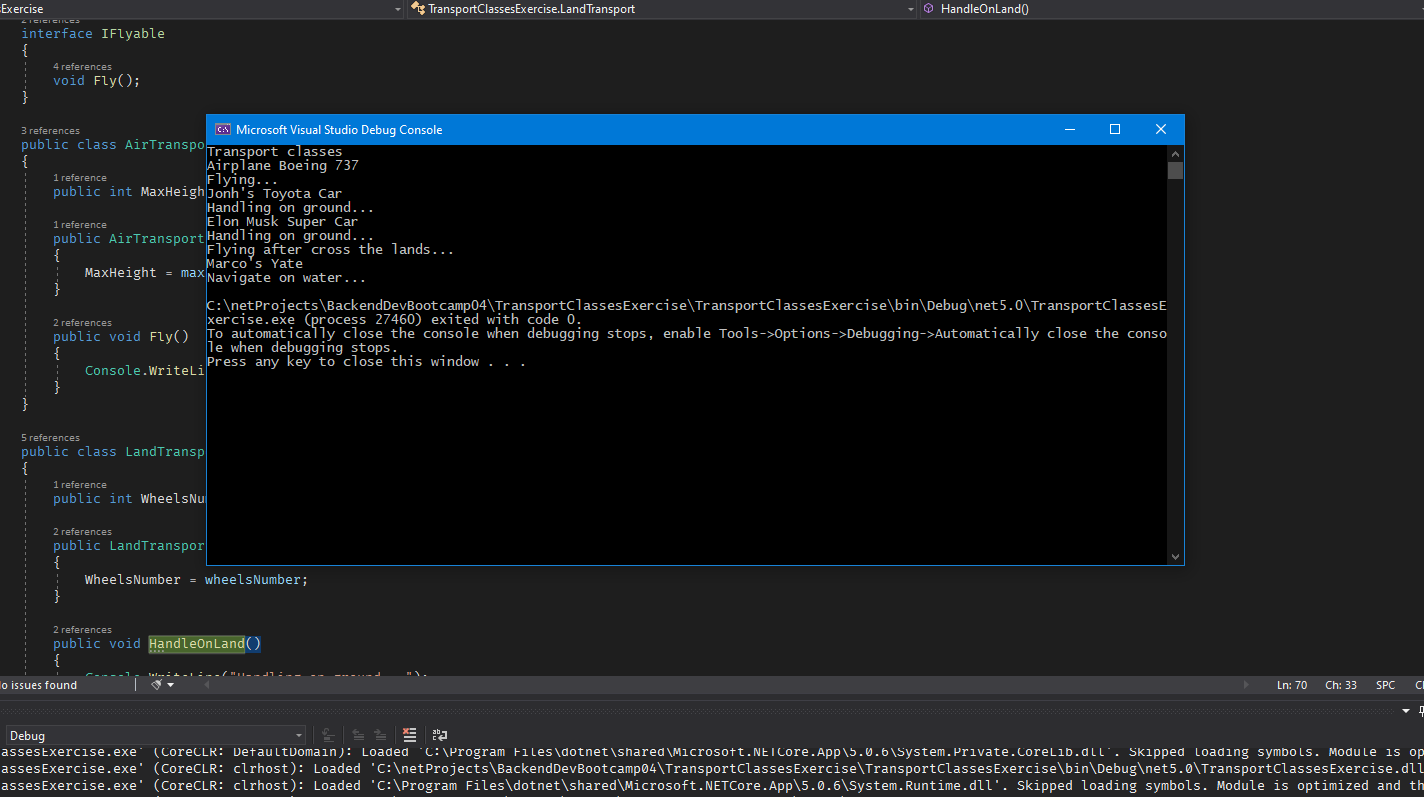 sExercise
TransportClassesExercise.LandTransport
HandleOnLand()
2 references
interface IFlyable
{
4 references
void Fly();
}
3 references
public class AirTranspo
{
1 reference
public int MaxHeigh
1 reference
public AirTransport
{
MaxHeight = max
}
2 references
public void Fly()
{
Console.WriteLi
}
}
5 references
public class LandTransp
{
1 reference
public int WheelsNu
2 references
public LandTranspor
{
WheelsNumber = wheelsNumber;
}
2 references
public void HandleOnLand()
{
Console.WriteLine("Handling on ground...");
Microsoft Visual Studio Debug Console
Transport classes
Airplane Boeing 737
Flying...
Jonh's Toyota Car
Handling on ground...
Elon Musk Super Car
Handling on ground...
Flying after cross the lands...
Marco's Yate
Navigate on water...
C:\netProjects\BackendDevBootcamp04\TransportClassesExercise\TransportClassesExercise\bin\Debug\net5.0\TransportClassesE
xercise.exe (process 27460) exited with code 0.
To automatically close the console when debugging stops, enable Tools->Options->Debugging->Automatically close the conso
le when debugging stops.
Press any key to close this window . . .
o issues found
Ln: 70 Ch: 33 SPC
Debug
assesExercise.exe' (CoreCLR: DefaultDomain): Loaded 'C:\Program Files\dotnet\shared\Microsoft.NETCore.App\5.0.6\System.Private.CoreLib.dll'. Skipped loading symbols. Module is op
assesExercise.exe' (CoreCLR: clrhost): Loaded 'C:\netProjects\BackendDevBootcamp04\TransportClassesExercise\TransportClassesExercise\bin\Debug\net5.0\TransportClassesExercise.dll
assesExercise.exe' (CoreCLR: clrhost): Loaded 'C:\Program Files\dotnet\shared\Microsoft.NETCore.App\5.0.6\System.Runtime.dll'. Skipped loading symbols. Module is optimized and th